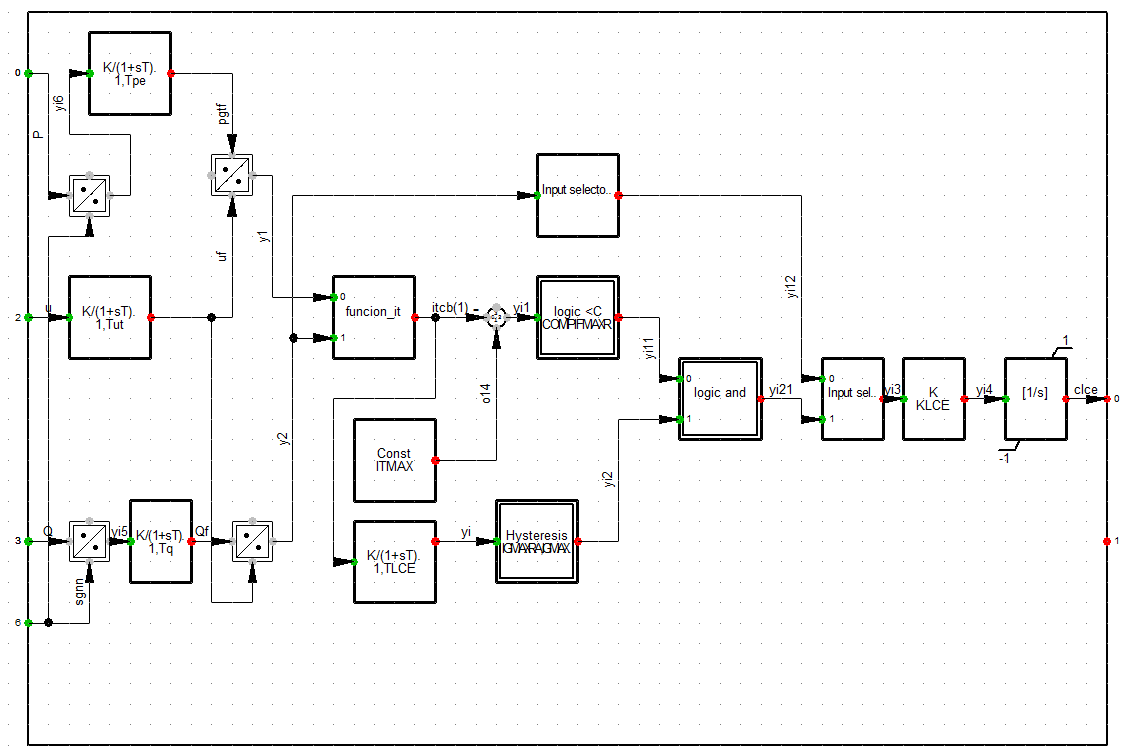 K/(1+sT).
1,Tpe
0
yi6
pgtf
P
Input selecto..
uf
y1
u
2
K/(1+sT).
1,Tut
0
funcion_it
1
itcb(1)
-
yi1
logic <C
yi12
yi11
o14
y2
0
logic and
1
yi21
0
Input sel..
1
yi3
K
KLCE
yi4
1
[1/s]
-1
clce
0
Const
ITMAX
yi2
3
Q
yi5
K/(1+sT).
1,Tq
Qf
K/(1+sT).
1,TLCE
yi
Hysteresis
1
sgnn
6